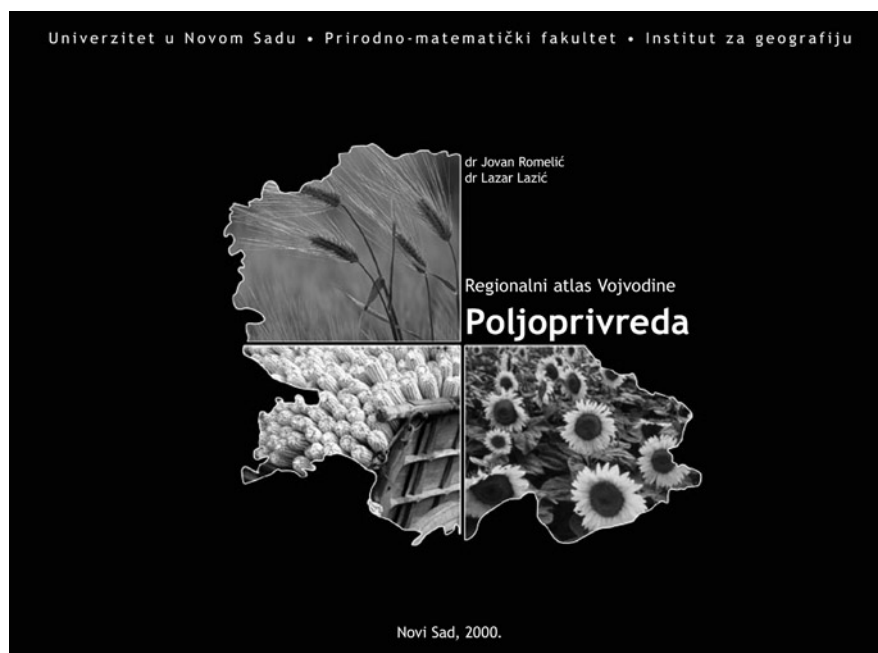 Univerzitet u Novom Sadu • Prirodno-matematički fakultet • Institut za geografiju
dr Jovan Romelić
dr Lazar Lazić
Regionalni atlas Vojvodine
Poljoprivreda
Novi Sad, 2000.